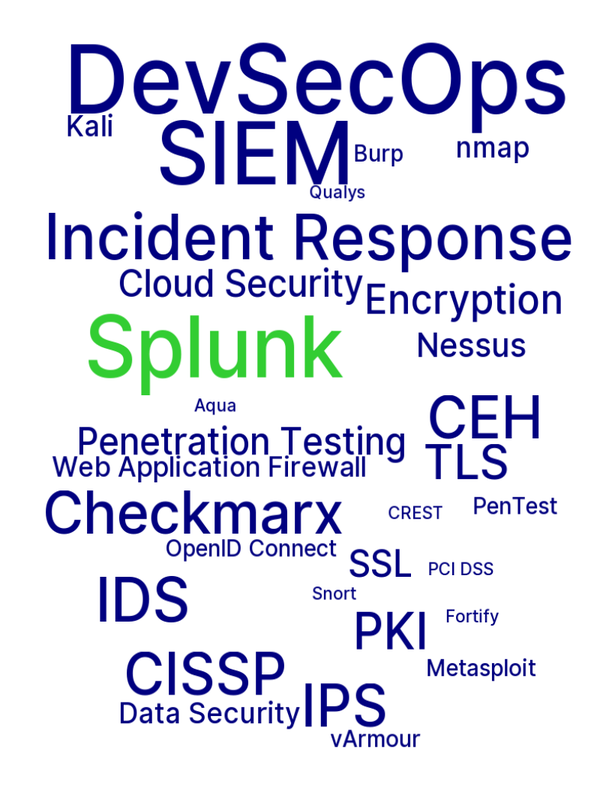 DevSecOps
Kali
SIEM
Burp
nmap
Qualys
Incident Response
Cloud Security
Encryption
Splunk
Nessus
Aqua
CEH
Penetration Testing
TLS
Web Application Firewall
Checkmarx
CREST
PenTest
OpenID Connect
SSL
PCI DSS
IDS
Snort
PKI
Fortify
CISSP
Metasploit
IPS
Data Security
vArmour